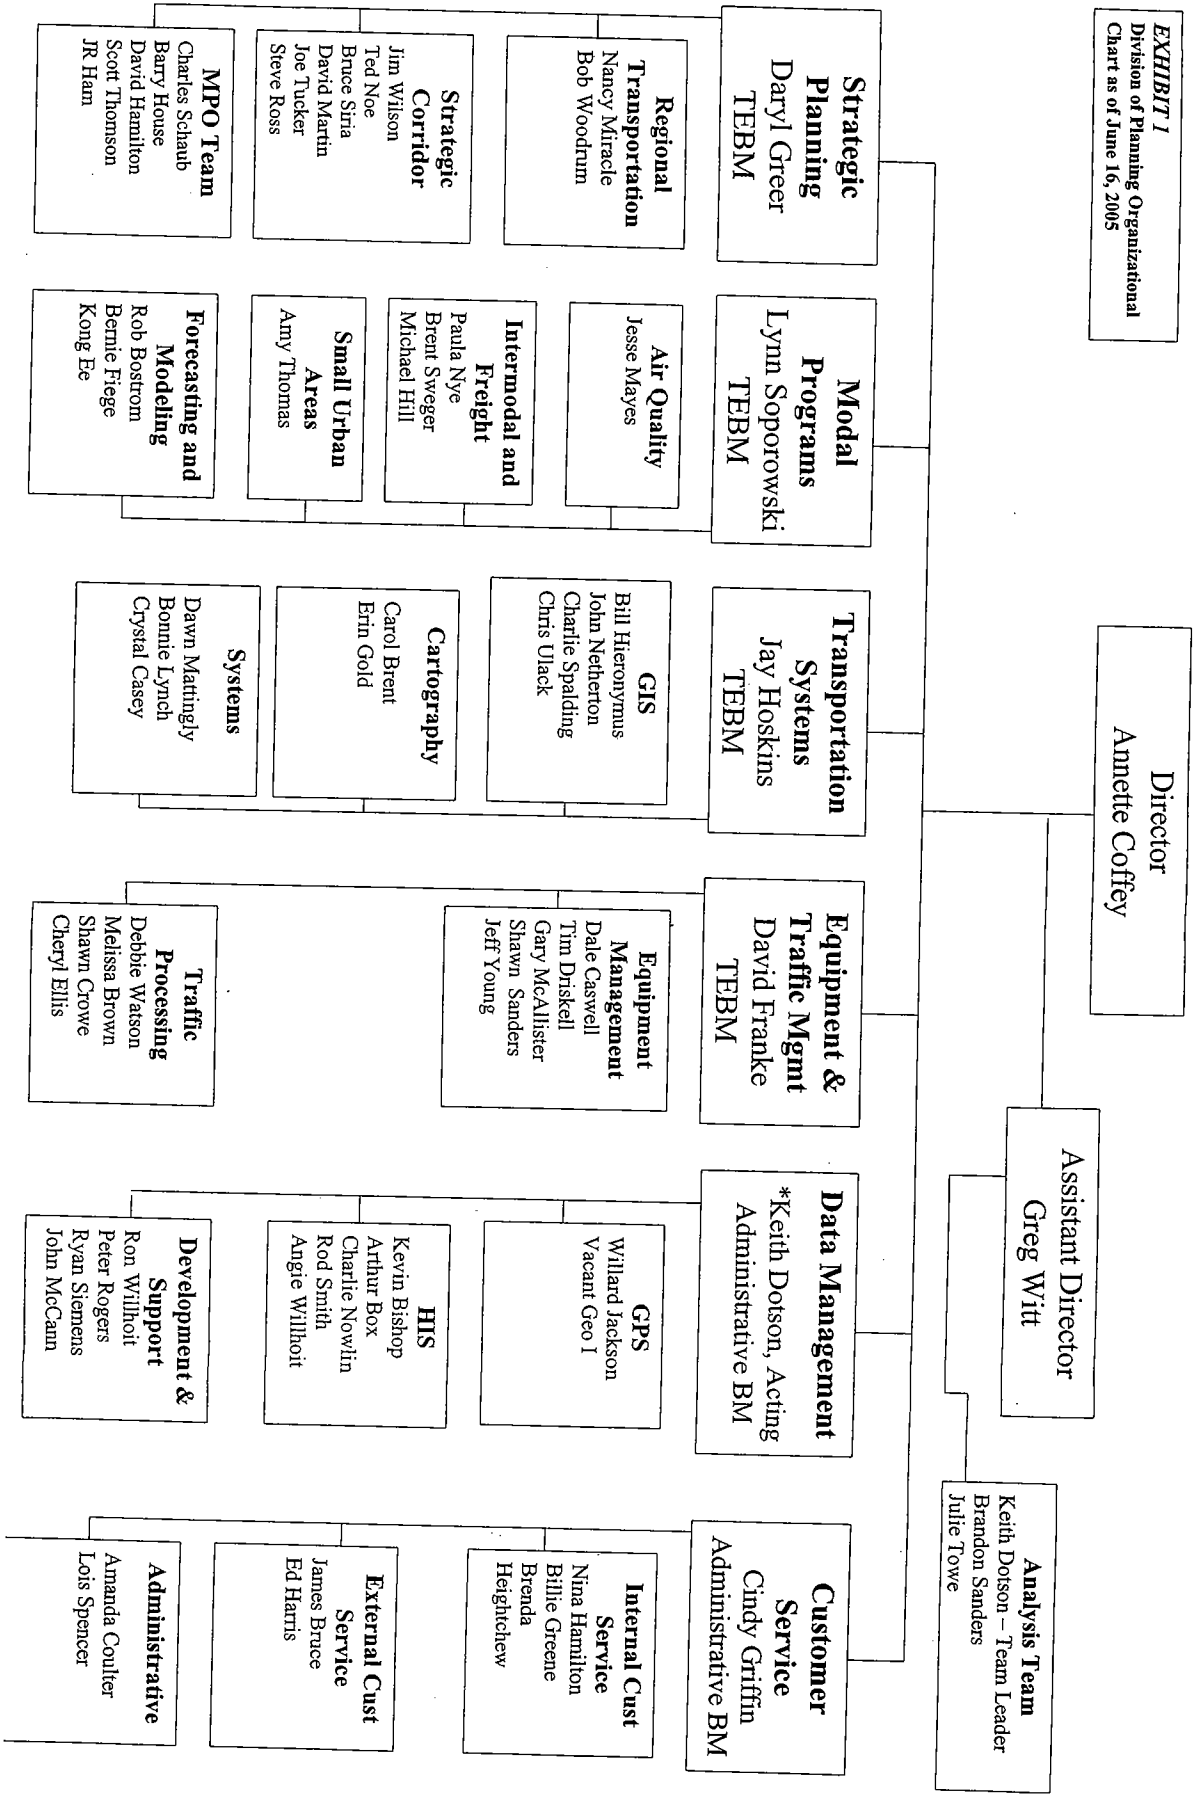 EXHIBIT 1
Division of Planning Organizational
Chart as of June 16, 2005
Director
Annette Coffey
Assistant Director
Greg Witt
Analysis Team
Keith Dotson – Team Leader
Brandon Sanders
Julie Towe
Strategic
Planning
Daryl Greer
TEBM
Regional
Transportation
Nancy Miracle
Bob Woodrum
Strategic
Corridor
Jim Wilson
Ted Noe
Bruce Siria
David Martin
Joe Tucker
Steve Ross
MPO Team
Charles Schaub
Barry House
David Hamilton
Scott Thomson
JR Ham
Modal
Programs
Lynn Soporowski
TEBM
Air Quality
Jesse Mayes
Intermodal and
Freight
Paula Nye
Brent Sweger
Michael Hill
Small Urban
Areas
Amy Thomas
Forecasting and
Modeling
Rob Bostrom
Bernie Fiege
Kong Ee
Transportation
Systems
Jay Hoskins
TEBM
GIS
Bill Hieronymus
John Netherton
Charlie Spalding
Chris Ulack
Cartography
Carol Brent
Erin Gold
Systems
Dawn Mattingly
Bonnie Lynch
Crystal Casey
Equipment &
Traffic Mgmt
David Franke
TEBM
Equipment
Management
Dale Caswell
Tim Driskell
Gary McAllister
Shawn Sanders
Jeff Young
Traffic
Processing
Debbie Watson
Melissa Brown
Shawn Crowe
Cheryl Ellis
Data Management
*Keith Dotson, Acting
Administrative BM
GPS
Willard Jackson
Vacant Geo I
HIS
Kevin Bishop
Arthur Box
Charlie Nowlin
Rod Smith
Angie Willhoit
Development &
Support
Ron Willhoit
Peter Rogers
Ryan Siemens
John McCann
Customer
Service
Cindy Griffin
Administrative BM
Internal Cust
Service
Nina Hamilton
Billie Greene
Brenda
Heightchew
External Cust
Service
James Bruce
Ed Harris
Administrative
Amanda Coulter
Lois Spencer